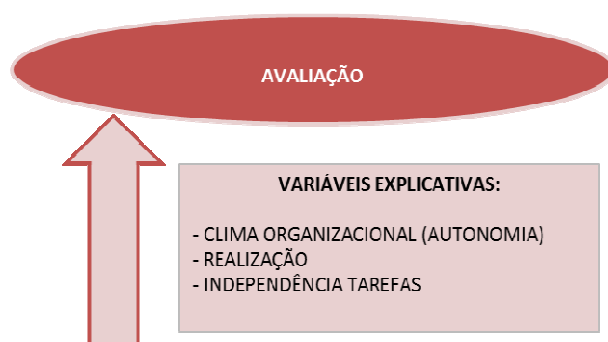 AVALIAÇÃO
VARIÁVEIS EXPLICATIVAS:
- CLIMA ORGANIZACIONAL (AUTONOMIA)
- REALIZAÇÃO
- INDEPENDÊNCIA TAREFAS